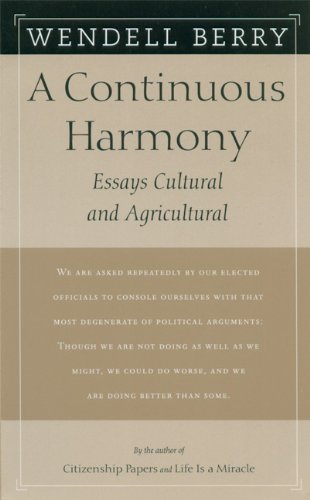 WENDELL BERRY
A Continuous
Harmony
Essays Cultural
and Agricultural
We are asked repeatedly by our elected
officials to console ourselves with that
most degenerate of political arguments:
Though we are not doing as well as we
might, we could do worse, and we
are doing better than some.
By the author of
Citizenship Papers and Life Is a Miracle